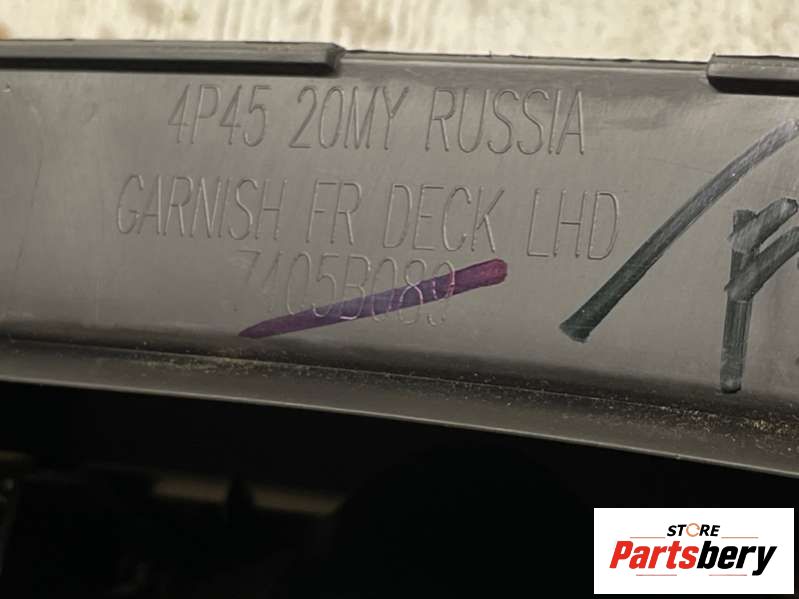 4P45 20MY RUSSIA
GARNISH FR DECK LHD
7405B089
STORE
Partsbery